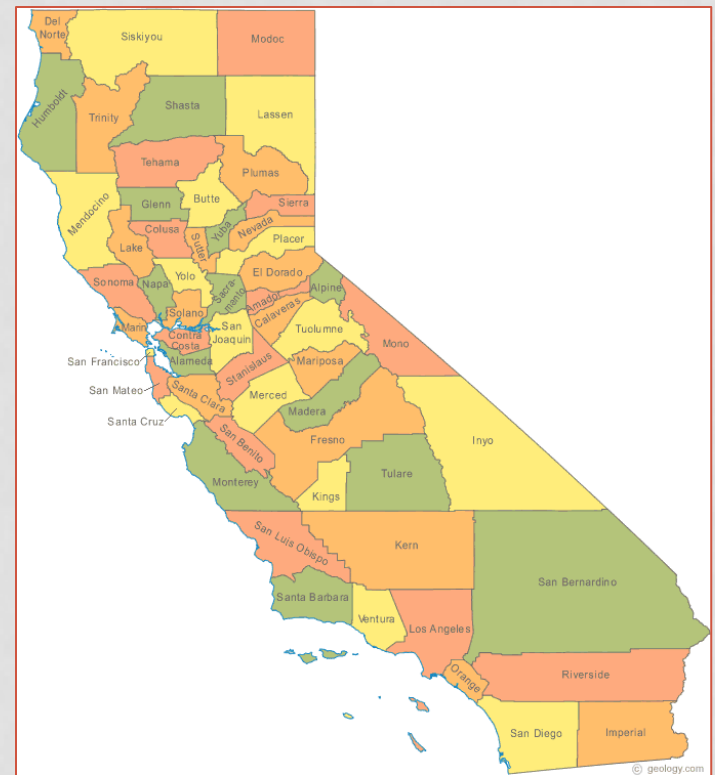 Del
Norte
Siskiyou
Modoc
Humboldt
Trinity
Shasta
Lassen
Tehama
Plumas
Mendocino
Glenn
Butte
Sierra
Colusa
Sutter
Yuba
Nevada
Lake
Placer
Sonoma
Napa
Yolo
El Dorado
Sacra-
mento
Alpine
Amador
Marin
Solano
Calaveras
San
Joaquin
Tuolumne
Mono
Contra
Costa
San Francisco
Alameda
Stanislaus
Mariposa
San Mateo
Santa Clara
Merced
Madera
Santa Cruz
San Benito
Fresno
Inyo
Monterey
Kings
Tulare
San Luis Obispo
Kern
San Bernardino
Santa Barbara
Ventura
Los Angeles
Orange
Riverside
San Diego
Imperial
© geology.com